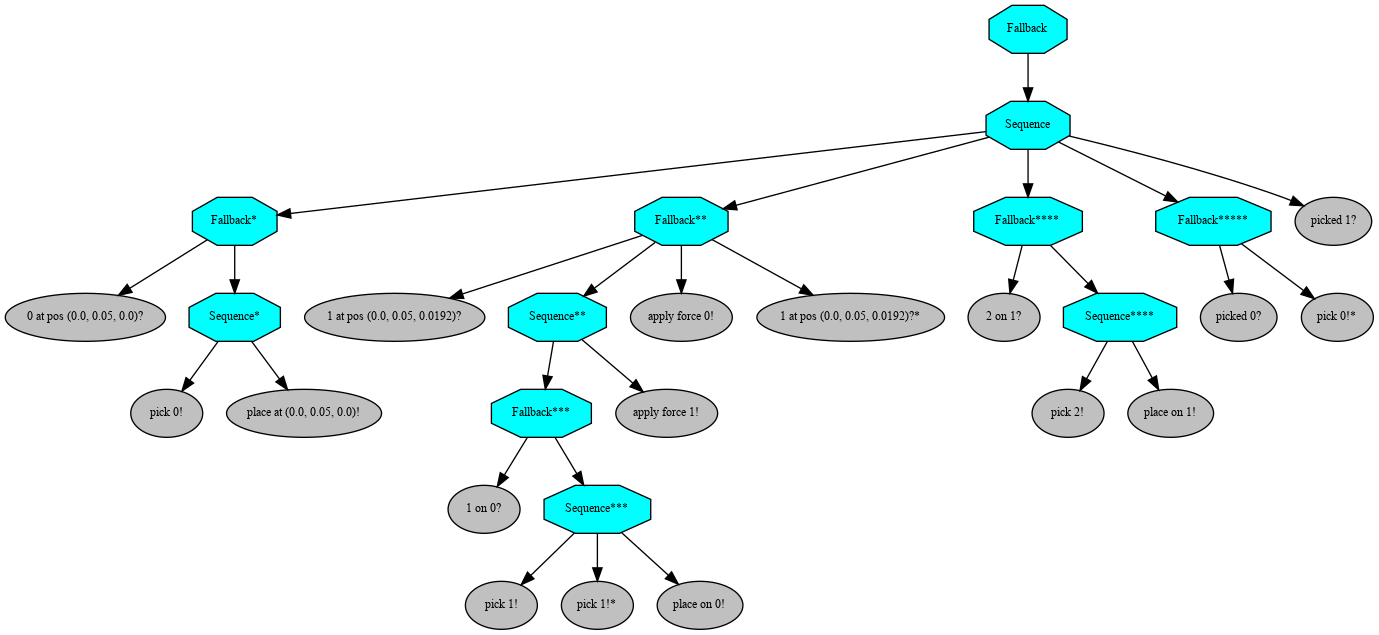 Fallback
Sequence
Fallback*
Fallback**
Fallback****
Fallback*****
picked 1?
0 at pos (0.0, 0.05, 0.0)?
Sequence*
1 at pos (0.0, 0.05, 0.0192)?
Sequence**
apply force 0!
1 at pos (0.0, 0.05, 0.0192)?*
2 on 1?
Sequence****
picked 0?
pick 0!*
pick 0!
place at (0.0, 0.05, 0.0)!
Fallback***
apply force 1!
pick 2!
place on 1!
1 on 0?
Sequence***
pick 1!
pick 1!*
place on 0!